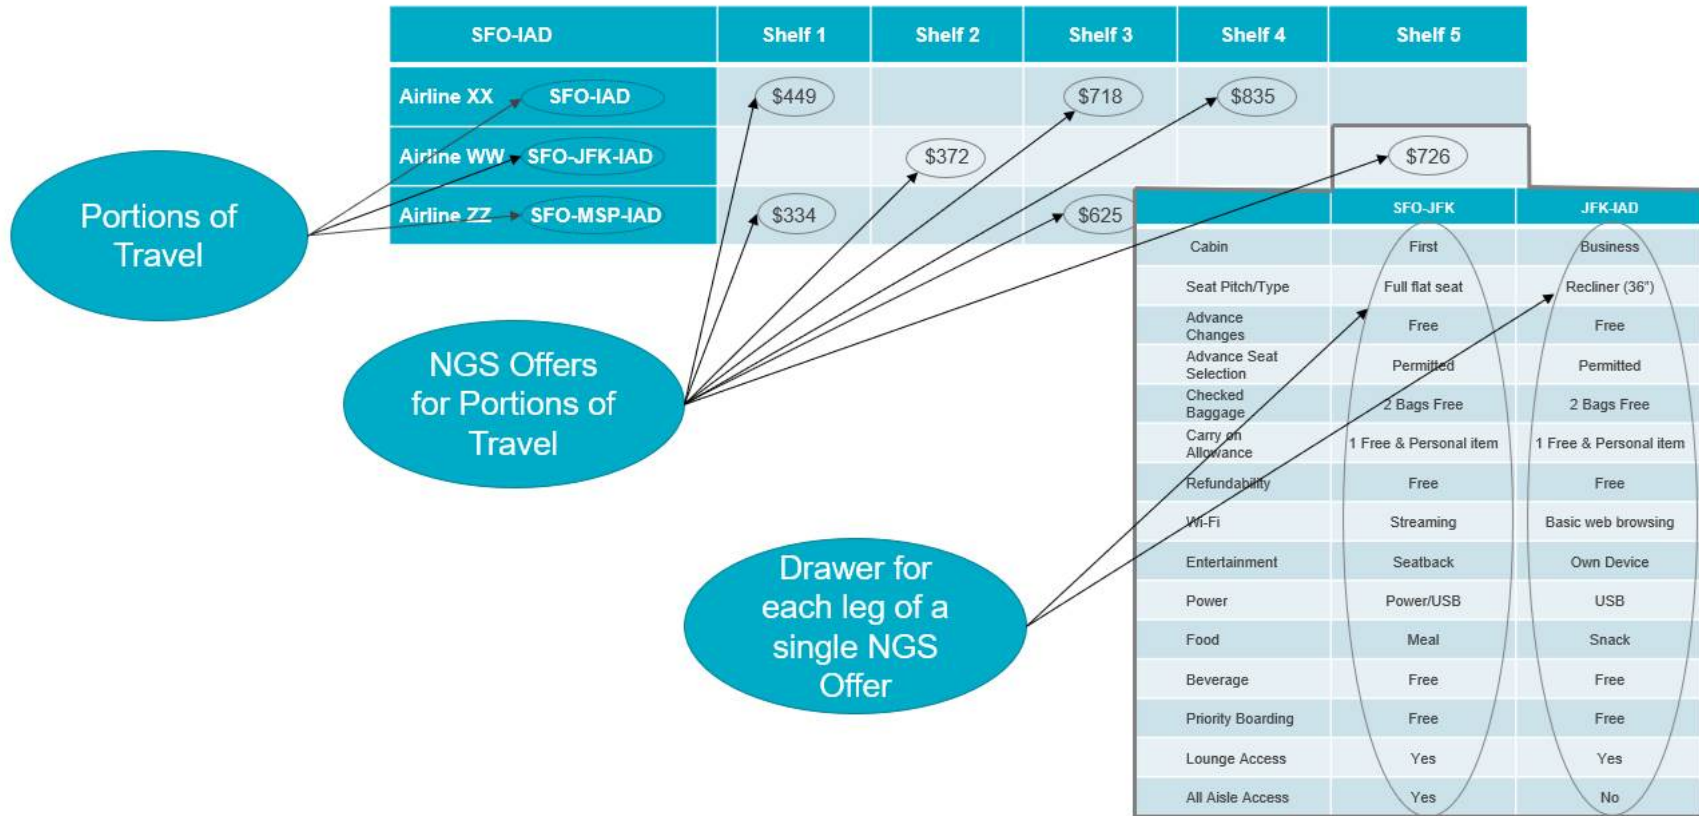 SFO-IAD Shelf 1 Shelf 2 Shelf 3 Shelf 4 Shelf 5
Airline XX SFO-IAD $449 $718 $835
Airline WW SFO-JFK-IAD $372 $726
Airline ZZ SFO-MSP-IAD $334 $625
Portions of
Travel
NGS Offers
for Portions of
Travel
Drawer for
each leg of a
single NGS
Offer
SFO-JFK JFK-IAD
Cabin First Business
Seat Pitch/Type Full flat seat Recliner (36")
Advance
Changes Free Free
Advance Seat
Selection Permitted Permitted
Checked
Baggage 2 Bags Free 2 Bags Free
Carry on
Allowance 1 Free & Personal item 1 Free & Personal item
Refundability Free Free
Wi-Fi Streaming Basic web browsing
Entertainment Seatback Own Device
Power Power/USB USB
Food Meal Snack
Beverage Free Free
Priority Boarding Free Free
Lounge Access Yes Yes
All Aisle Access Yes No